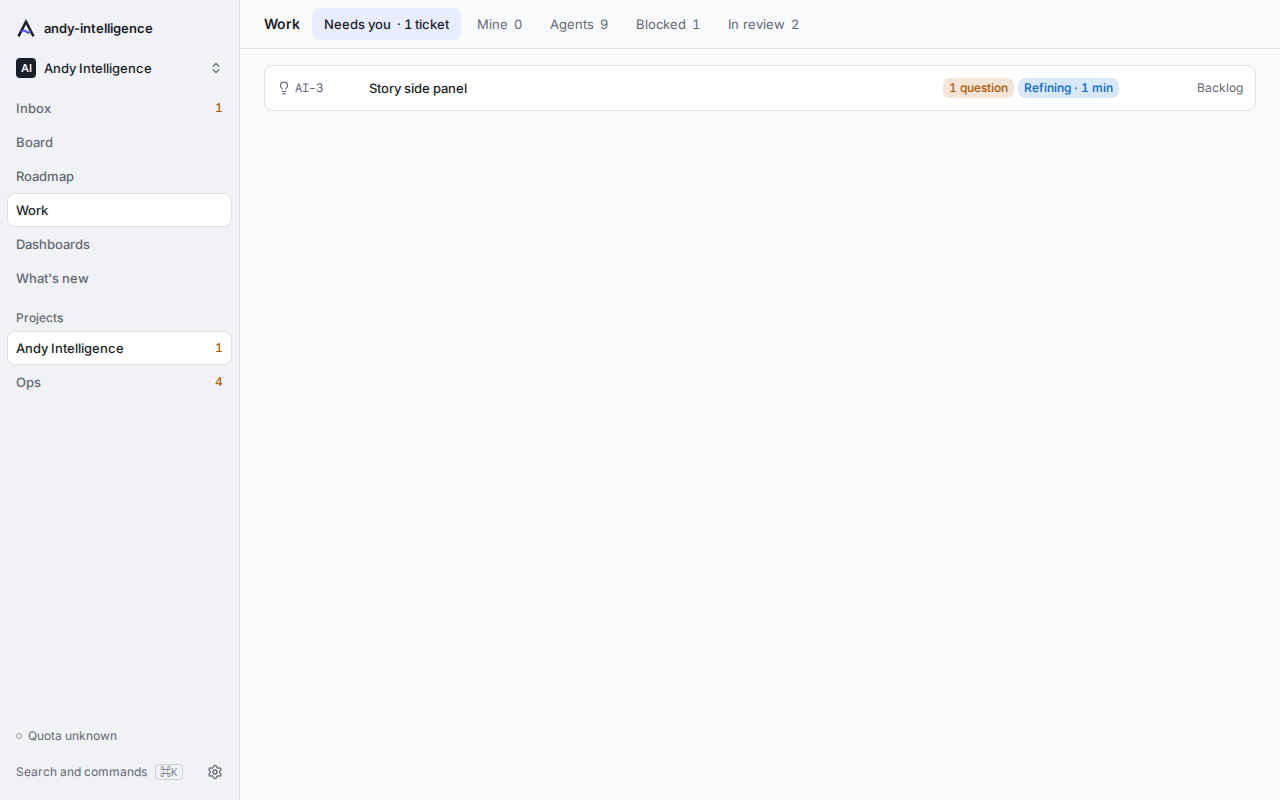 andy-intelligence
AI Andy Intelligence
Inbox 1
Board
Roadmap
Work
Dashboards
What's new
Projects
Andy Intelligence 1
Ops 4
Quota unknown
Search and commands ⌘K
Work Needs you · 1 ticket Mine 0 Agents 9 Blocked 1 In review 2
AI-3 Story side panel 1 question Refining · 1 min Backlog